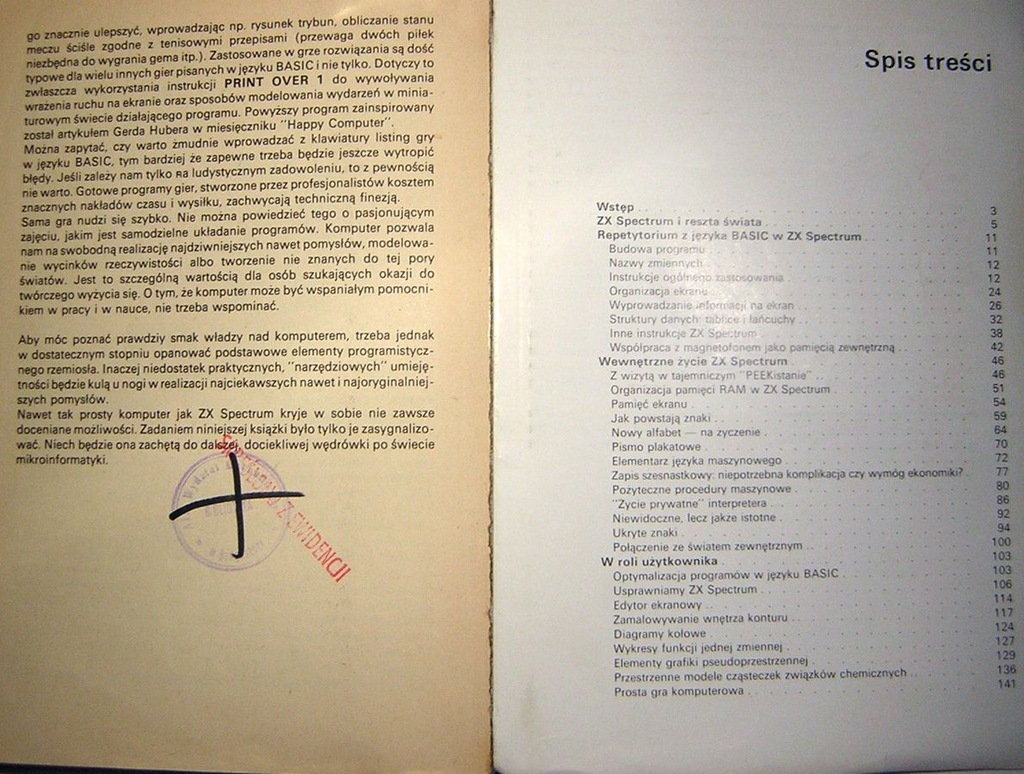 go znacznie ulepszyć, wprowadzając np. rysunek trybun, obliczanie stanu
meczu ściśle zgodne z tenisowymi przepisami (przewaga dwóch piłek
niezbędna do wygrania gema itp.). Zastosowane w grze rozwiązania są dość
typowe dla wielu innych gier pisanych w języku BASIC i nie tylko. Dotyczy to
zwłaszcza wykorzystania instrukcji PRINT OVER 1 do wywoływania
wrażenia ruchu na ekranie oraz sposobów modelowania wydarzeń w minia-
turowym świecie działającego programu. Powyższy program zainspirowany
został artykułem Gerda Hubera w miesięczniku "Happy Computer".
Można zapytać, czy warto żmudnie wprowadzać z klawiatury listing gry
w języku BASIC, tym bardziej że zapewne trzeba będzie jeszcze wytropić
błędy. Jeśli zależy nam tylko na ludystycznym zadowoleniu, to z pewnością
nie warto. Gotowe programy gier, stworzone przez profesjonalistów kosztem
znacznych nakładów czasu i wysiłku, zachwycają techniczną finezją.
Sama gra nudzi się szybko. Nie można powiedzieć tego o pasjonującym
zajęciu, jakim jest samodzielne układanie programów. Komputer pozwala
nam na swobodną realizację najdziwniejszych nawet pomysłów, modelowa-
nie wycinków rzeczywistości albo tworzenie nie znanych do tej pory
światów. Jest to szczególną wartością dla osób szukających okazji do
twórczego wyżycia się. O tym, że komputer może być wspaniałym pomocni-
kiem w pracy i w nauce, nie trzeba wspominać.
Aby móc poznać prawdziy smak władzy nad komputerem, trzeba jednak
w dostatecznym stopniu opanować podstawowe elementy programistycz-
nego rzemiosła. Inaczej niedostatek praktycznych, "narzędziowych" umieję-
tności będzie kulą u nogi w realizacji najciekawszych nawet i najoryginalniej-
szych pomysłów.
Nawet tak prosty komputer jak ZX Spectrum kryje w sobie nie zawsze
doceniane możliwości. Zadaniem niniejszej książki było tylko je zasygnalizo-
wać. Niech będzie ona zachętą do dalszej, dociekliwej wędrówki po świecie
mikroinformatyki.
Z EWIDENCJI
Spis treści
Wstęp 3
ZX Spectrum i reszta świata 5
Repetytorium z języka BASIC w ZX Spectrum 11
Budowa programu 11
Nazwy zmiennych 12
Instrukcje ogólnego zastosowania 12
Organizacja ekranu 24
Wyprowadzanie informacji na ekran 26
Struktury danych: tablice i łańcuchy 32
Inne instrukcje ZX Spectrum 38
Współpraca z magnetofonem jako pamięcią zewnętrzną 42
Wewnętrzne życie ZX Spectrum 46
Z wizytą w tajemniczym "PEEKistanie" 46
Organizacja pamięci RAM w ZX Spectrum 51
Pamięć ekranu 54
Jak powstają znaki 59
Nowy alfabet — na życzenie 64
Pismo plakatowe 70
Elementarz języka maszynowego 72
Zapis szesnastkowy: niepotrzebna komplikacja czy wymóg ekonomiki? 77
Pożyteczne procedury maszynowe 80
"Życie prywatne" interpretera 86
Niewidoczne, lecz jakże istotne 92
Ukryte znaki 94
Połączenie ze światem zewnętrznym 100
W roli użytkownika 103
Optymalizacja programów w języku BASIC 103
Usprawniamy ZX Spectrum 106
Edytor ekranowy 114
Zamalowywanie wnętrza konturu 117
Diagramy kołowe 124
Wykresy funkcji jednej zmiennej 127
Elementy grafiki pseudoprzestrzennej 129
Przestrzenne modele cząsteczek związków chemicznych 136
Prosta gra komputerowa 141